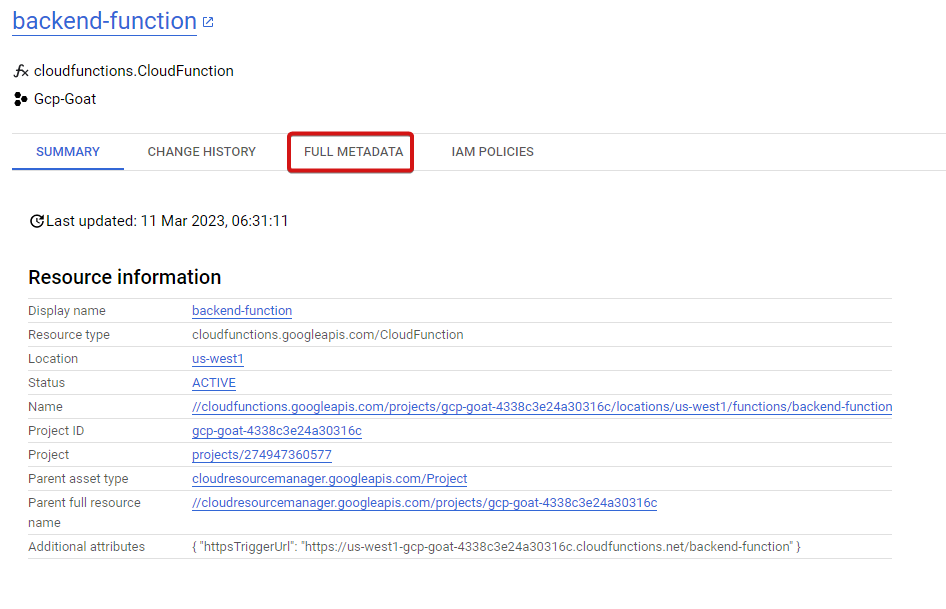 backend-function
cloudfunctions.CloudFunction
Gcp-Goat
SUMMARY CHANGE HISTORY FULL METADATA IAM POLICIES
Last updated: 11 Mar 2023, 06:31:11
Resource information
Display name backend-function
Resource type cloudfunctions.googleapis.com/CloudFunction
Location us-west1
Status ACTIVE
Name //cloudfunctions.googleapis.com/projects/gcp-goat-4338c3e24a30316c/locations/us-west1/functions/backend-function
Project ID gcp-goat-4338c3e24a30316c
Project projects/274947360577
Parent asset type cloudresourcemanager.googleapis.com/Project
Parent full resource //cloudresourcemanager.googleapis.com/projects/gcp-goat-4338c3e24a30316c
name
Additional attributes { "httpsTriggerUrl": "https://us-west1-gcp-goat-4338c3e24a30316c.cloudfunctions.net/backend-function" }